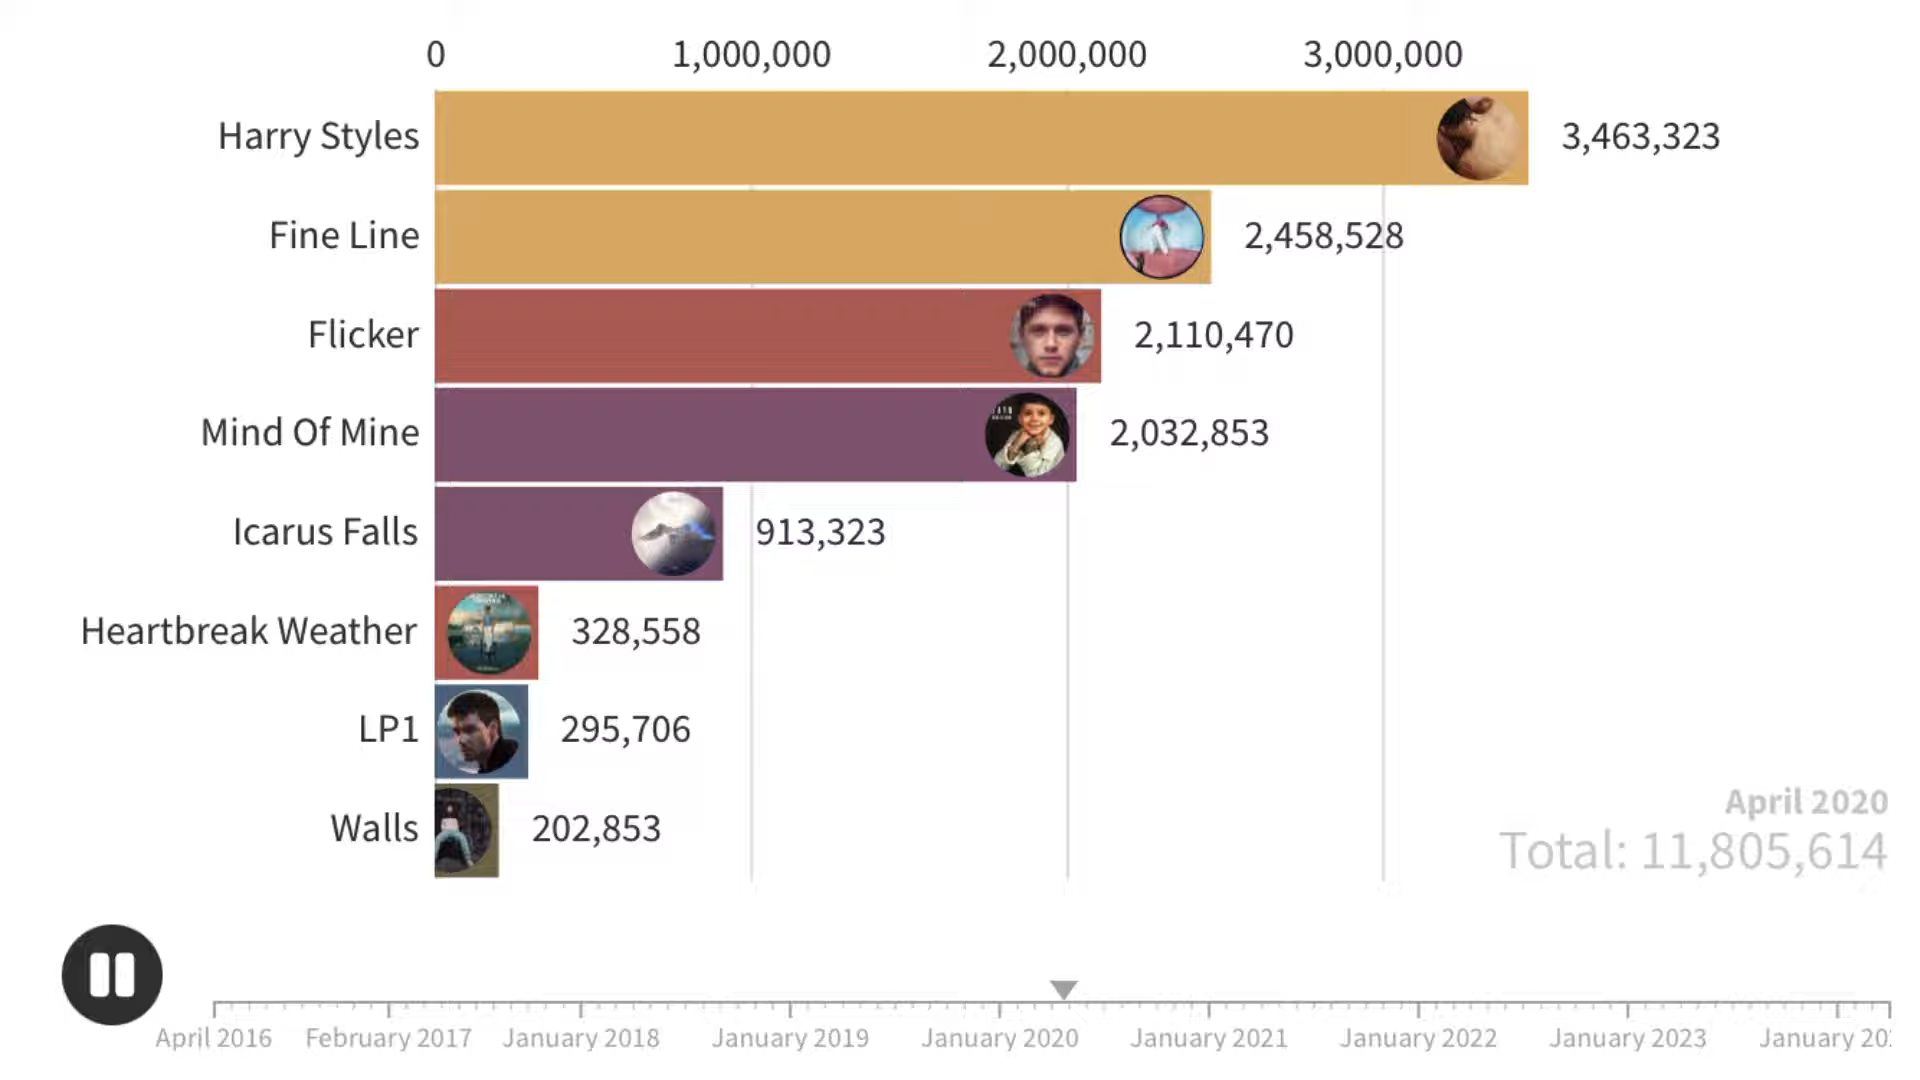 0 1,000,000 2,000,000 3,000,000
Harry Styles 3,463,323
Fine Line 2,458,528
Flicker 2,110,470
Mind Of Mine 2,032,853
Icarus Falls 913,323
Heartbreak Weather 328,558
LP1 295,706
Walls 202,853
April 2020
Total: 11,805,614
April 2016 February 2017 January 2018 January 2019 January 2020 January 2021 January 2022 January 2023 January 20